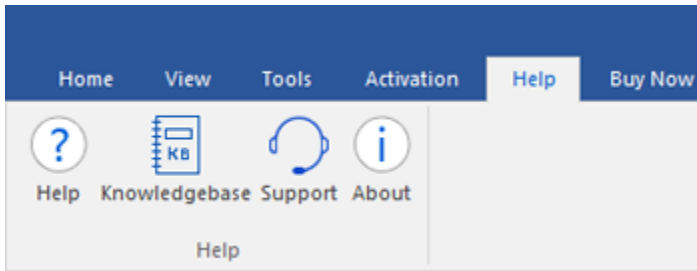 Home View Tools Activation Help Buy Now
? KB i
Help Knowledgebase Support About
Help